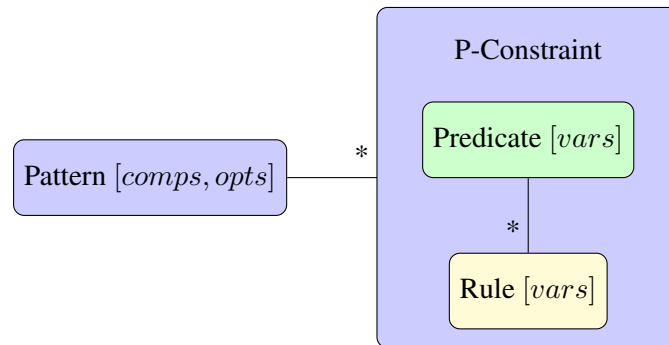 P-Constraint
Predicate [vars]
*
Pattern [comps, opts]
*
Rule [vars]